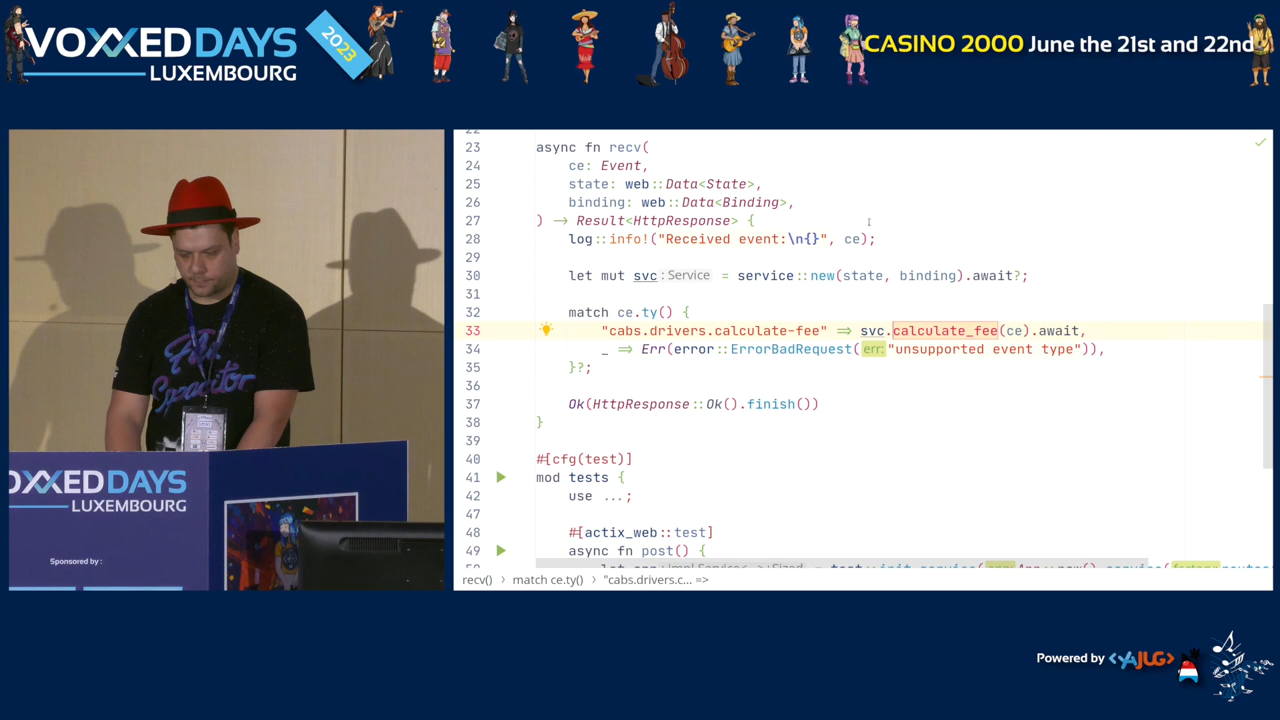 VOXXED DAYS
LUXEMBOURG
2023
CASINO 2000 June the 21st and 22nd
22
23 async fn recv(
24 ce: Event,
25 state: web::Data<State>,
26 binding: web::Data<Binding>,
27 ) -> Result<HttpResponse> {
28 log::info!("Received event:\n{}", ce);
29
30 let mut svc: Service = service::new(state, binding).await?;
31
32 match ce.ty() {
33 "cabs.drivers.calculate-fee" => svc.calculate_fee(ce).await,
34 _ => Err(error::ErrorBadRequest(err: "unsupported event type")),
35 }?;
36
37 Ok(HttpResponse::Ok().finish())
38 }
39
40 #[cfg(test)]
41 mod tests {
42 use ...;
47
48 #[actix_web::test]
49 async fn post() {
recv() match ce.ty() "cabs.drivers.c... =>
Flux
Capacitor
OXXED DAYS
LUXEMBOURG
Sponsored by :
Powered by <YAJUG>